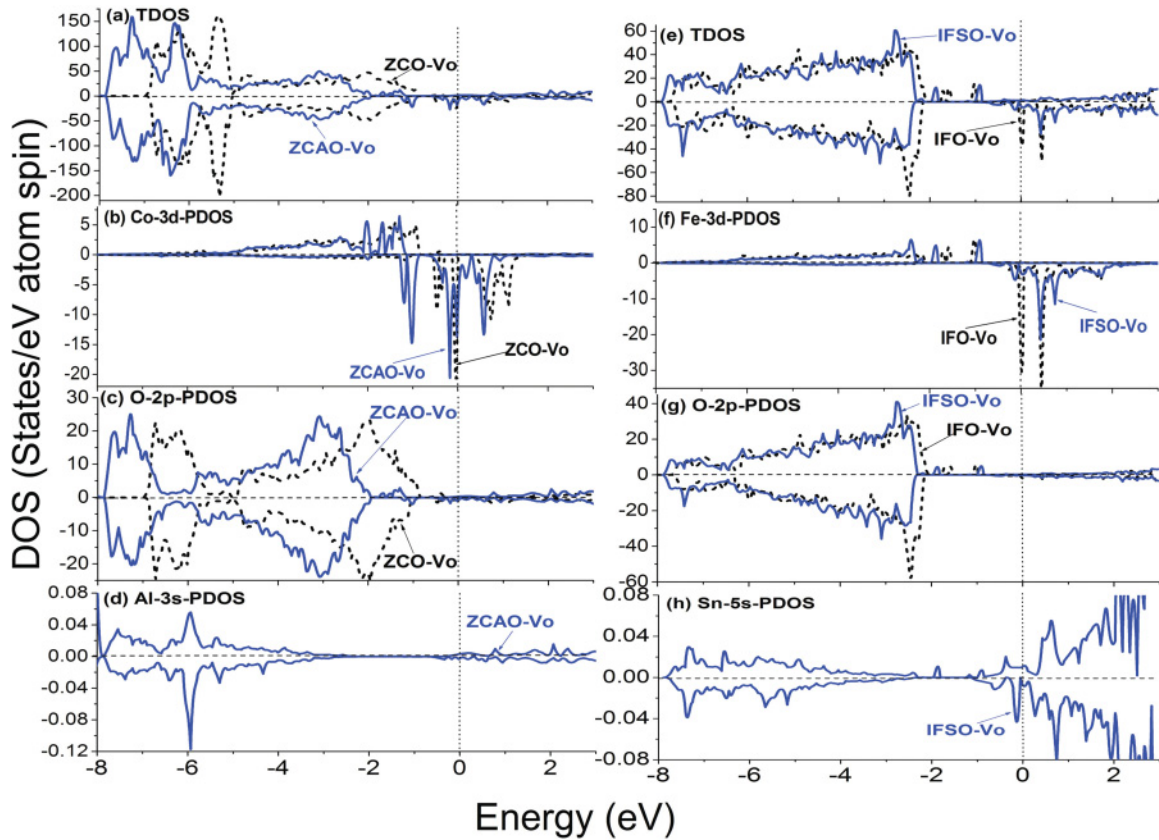 DOS (States/eV atom spin)
(a) TDOS
150
100
50
0
50
-100
-150
-200
ZCO-Vo
ZCAO-Vo
(b) Co-3d-PDOS
5
0
-5
-10
-15
-20
ZCAO-Vo
ZCO-Vo
(c) O-2p-PDOS
30
20
10
0
-10
-20
ZCAO-Vo
ZCO-Vo
(d) Al-3s-PDOS
0.08
0.04
0.00
-0.04
-0.08
-0.12
ZCAO-Vo
-8 -6 -4 -2 0 2
(e) TDOS
60
40
20
0
-20
-40
-60
-80
IFSO-Vo
IFO-Vo
(f) Fe-3d-PDOS
10
0
-10
-20
-30
IFO-Vo
IFSO-Vo
(g) O-2p-PDOS
40
20
0
-20
-40
-60
IFSO-Vo
IFO-Vo
(h) Sn-5s-PDOS
0.08
0.04
0.00
-0.04
-0.08
IFSO-Vo
-8 -6 -4 -2 0 2
Energy (eV)